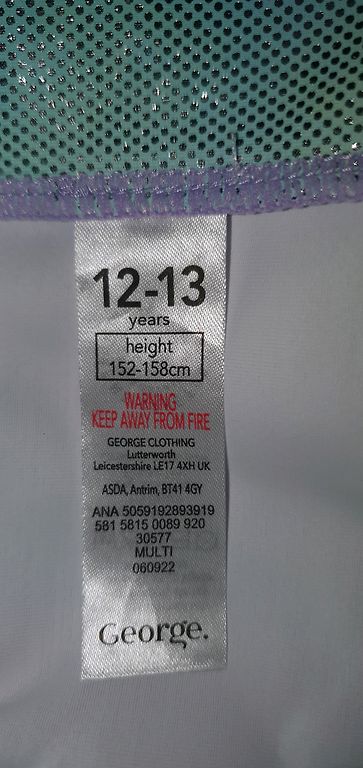 12-13
years
height
152-158cm
WARNING
KEEP AWAY FROM FIRE
GEORGE CLOTHING
Lutterworth
Leicestershire LE17 4XH UK
ASDA, Antrim, BT41 4GY
ANA 5059192893919
581 5815 0089 920
30577
MULTI
060922
George.